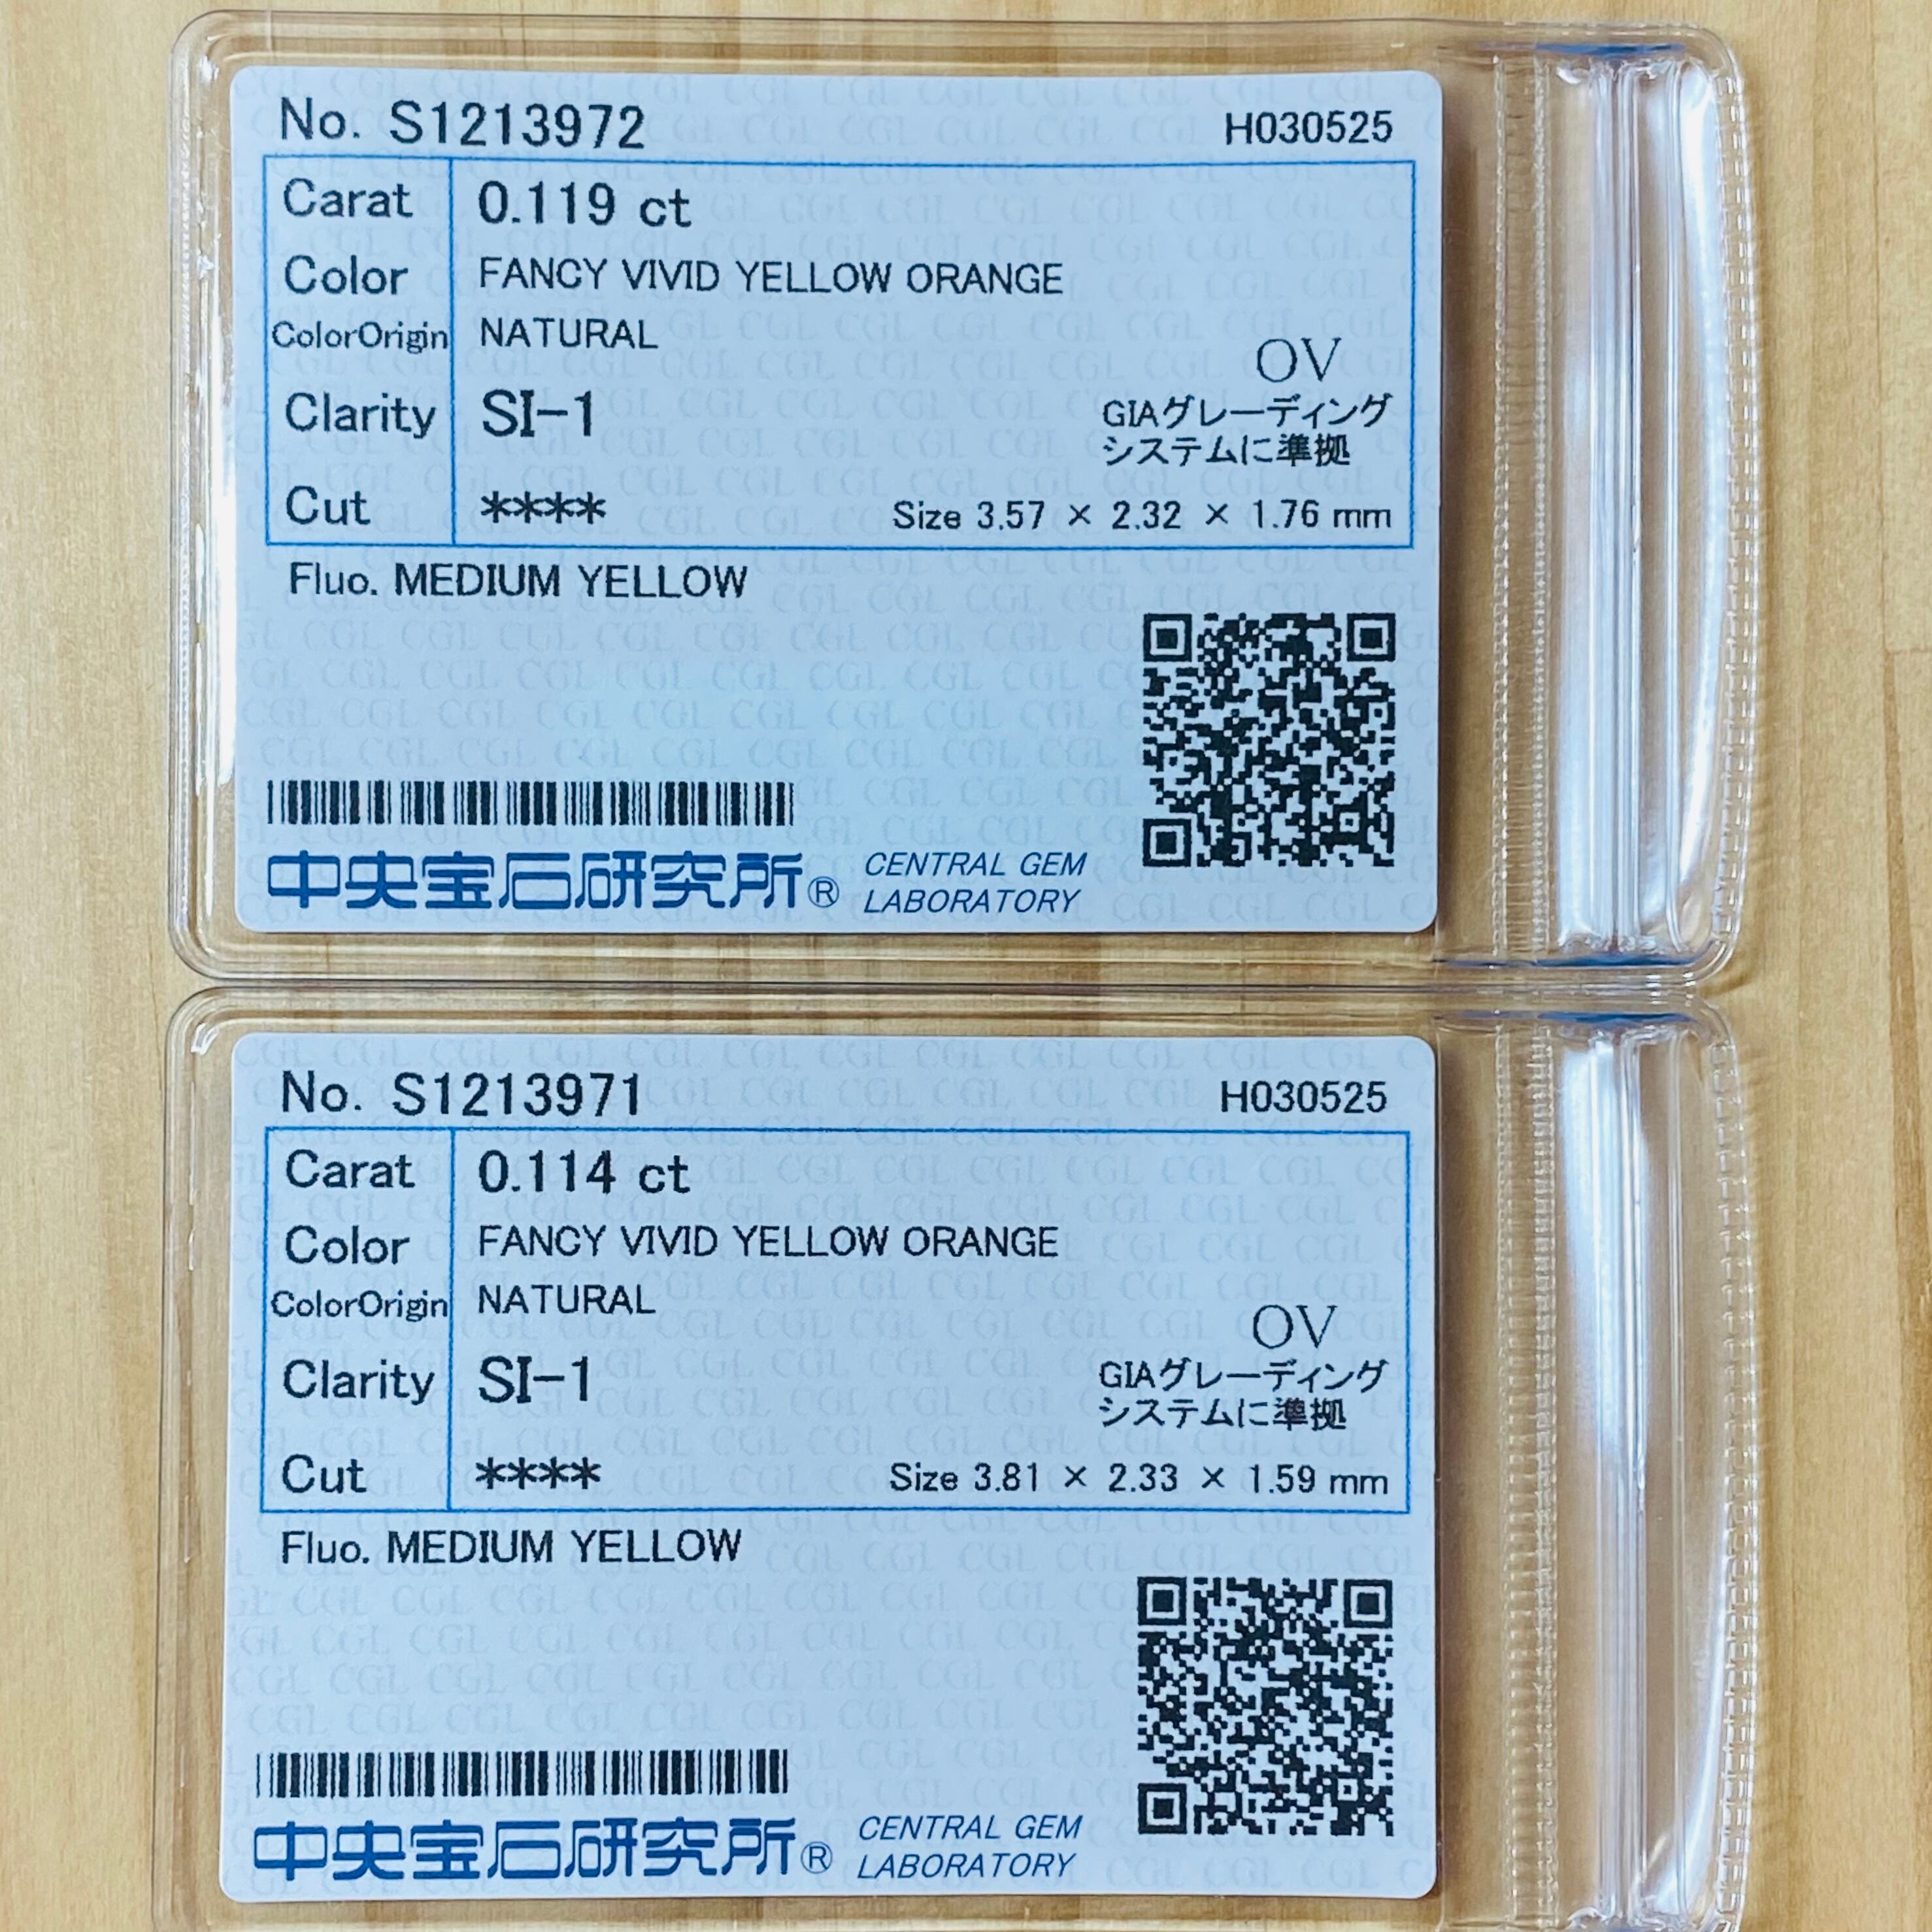 No. S1213972
H030525
Carat 0.119 ct
Color FANCY VIVID YELLOW ORANGE
ColorOrigin NATURAL
OV
Clarity SI-1
GIAグレーディング
システムに準拠
Cut ****
Size 3.57 × 2.32 × 1.76 mm
Fluo. MEDIUM YELLOW
中央宝石研究所®
CENTRAL GEM
LABORATORY
No. S1213971
H030525
Carat 0.114 ct
Color FANCY VIVID YELLOW ORANGE
ColorOrigin NATURAL
OV
Clarity SI-1
GIAグレーディング
システムに準拠
Cut ****
Size 3.81 × 2.33 × 1.59 mm
Fluo. MEDIUM YELLOW
中央宝石研究所®
CENTRAL GEM
LABORATORY